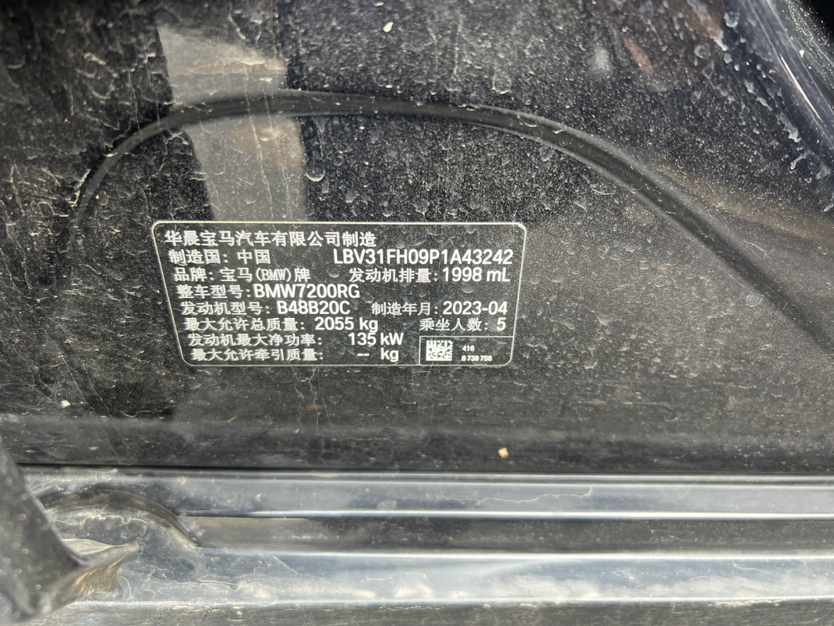 华晨宝马汽车有限公司制造
制造国: 中国 LBV31FH09P1A43242
品牌: 宝马(BMW)牌 发动机排量: 1998 mL
整车型号: BMW7200RG
发动机型号: B48B20C 制造年月: 2023-04
最大允许总质量: 2055 kg 乘坐人数: 5
发动机最大净功率: 135 kW
最大允许牵引质量: -- kg
416
8 738 756